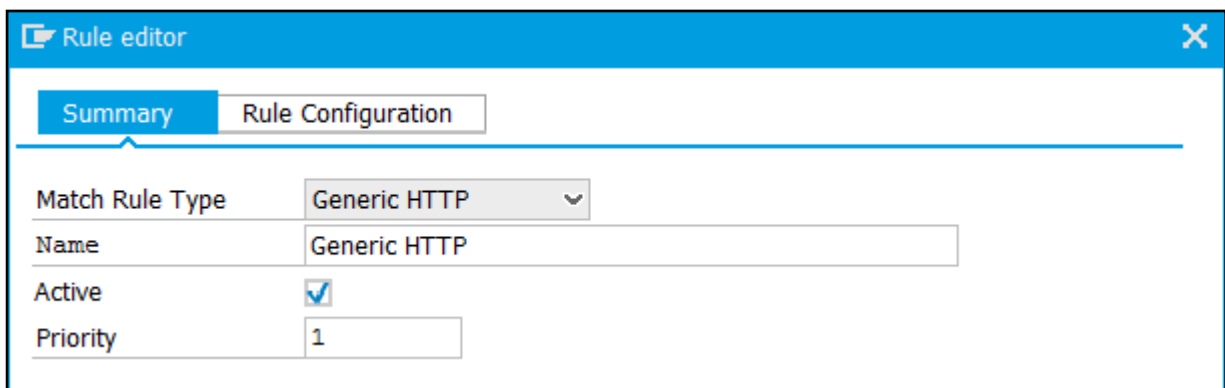 Rule editor
Summary Rule Configuration
Match Rule Type Generic HTTP
Name Generic HTTP
Active
Priority 1